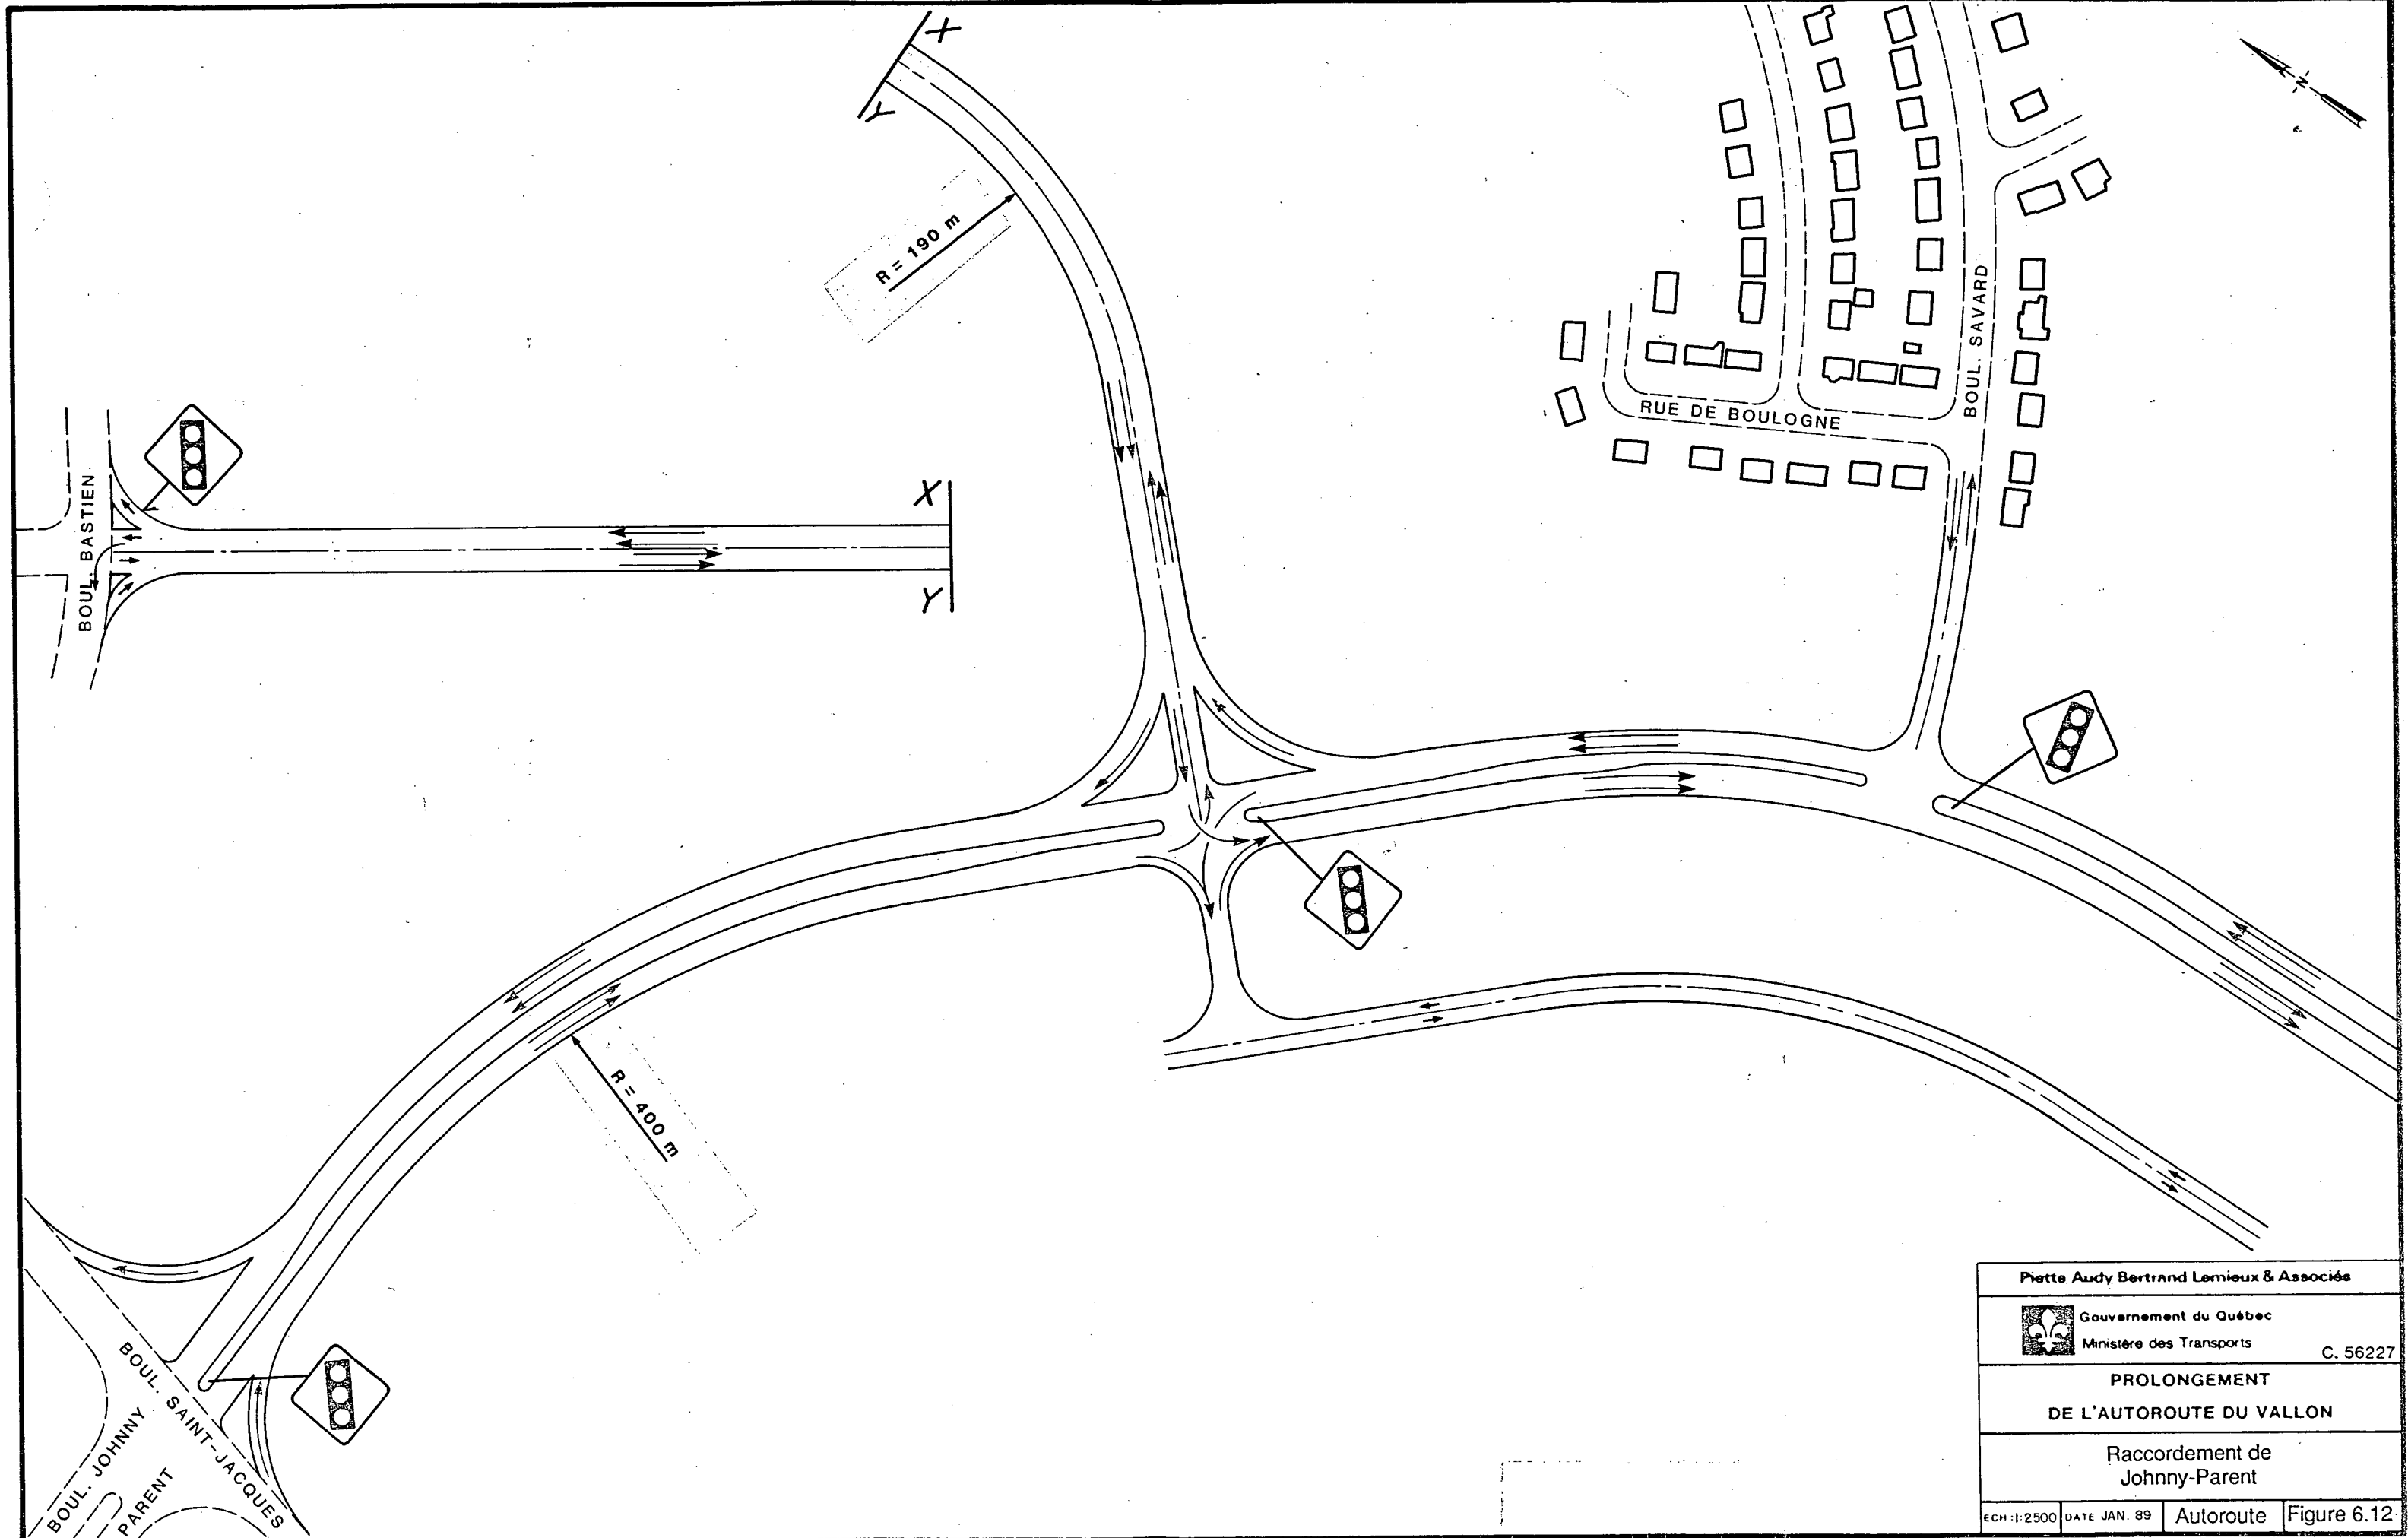 X
Y
R = 190 m
BOUL. SAVARD
RUE DE BOULOGNE
N
BOUL. BASTIEN
X
Y
R = 400 m
BOUL. SAINT-JACQUES
BOUL. JOHNNY
PARENT
Piette, Audy, Bertrand, Lemieux & Associés
Gouvernement du Québec
Ministère des Transports
C. 56227
PROLONGEMENT
DE L'AUTOROUTE DU VALLON
Raccordement de
Johnny-Parent
ECH :1:2500 DATE JAN. 89 Autoroute Figure 6.12